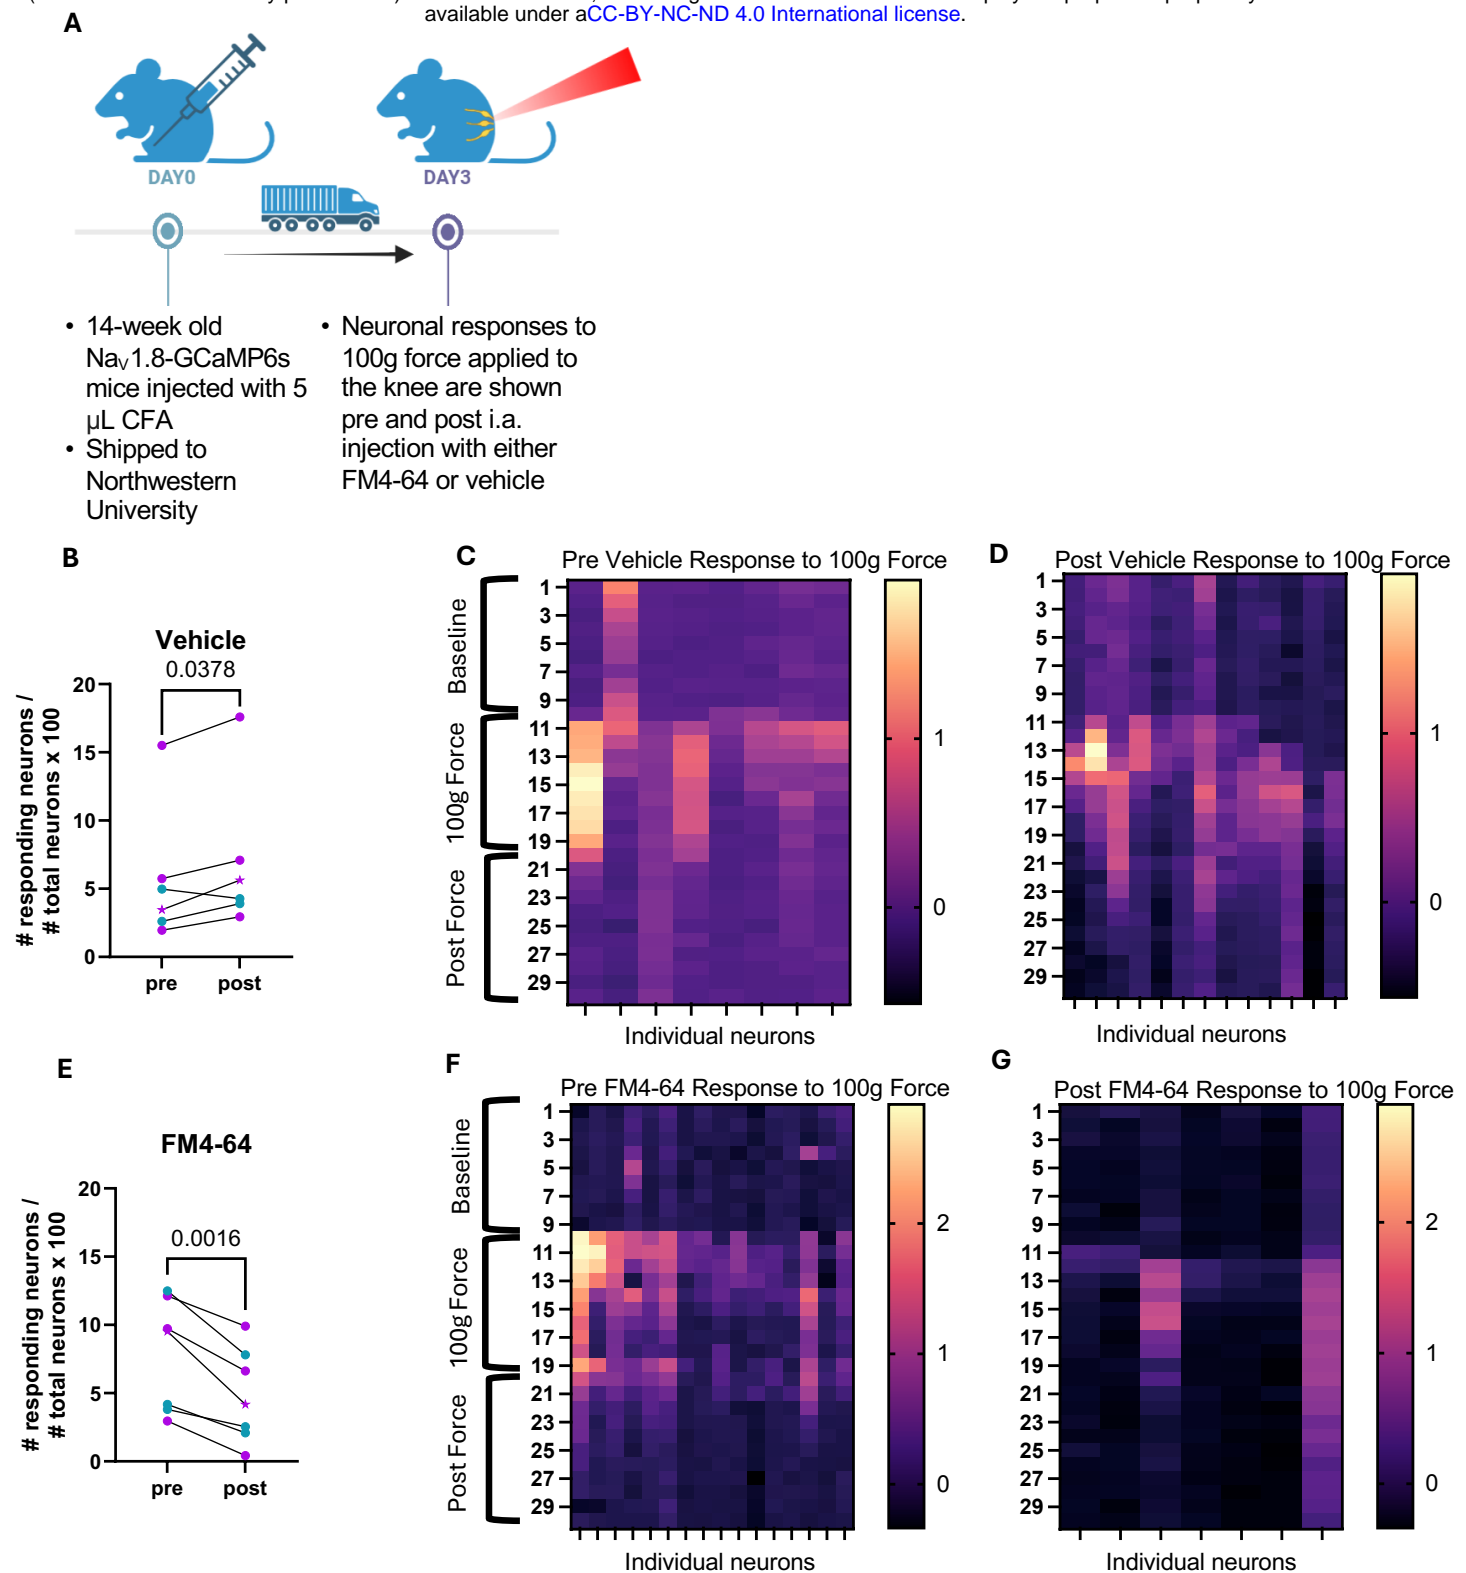 available under aCC-BY-NC-ND 4.0 International license.
A
DAY0
DAY3
• 14-week old
Naᵥ1.8-GCaMP6s
mice injected with 5
µL CFA
• Shipped to
Northwestern
University
• Neuronal responses to
100g force applied to
the knee are shown
pre and post i.a.
injection with either
FM4-64 or vehicle
B
Vehicle
0.0378
# responding neurons /
# total neurons x 100
20
15
10
5
0
pre
post
C
Pre Vehicle Response to 100g Force
Baseline
100g Force
Post Force
1
3
5
7
9
11
13
15
17
19
21
23
25
27
29
1
0
Individual neurons
D
Post Vehicle Response to 100g Force
1
3
5
7
9
11
13
15
17
19
21
23
25
27
29
1
0
Individual neurons
E
FM4-64
0.0016
# responding neurons /
# total neurons x 100
20
15
10
5
0
pre
post
F
Pre FM4-64 Response to 100g Force
Baseline
100g Force
Post Force
1
3
5
7
9
11
13
15
17
19
21
23
25
27
29
2
1
0
Individual neurons
G
Post FM4-64 Response to 100g Force
1
3
5
7
9
11
13
15
17
19
21
23
25
27
29
2
1
0
Individual neurons